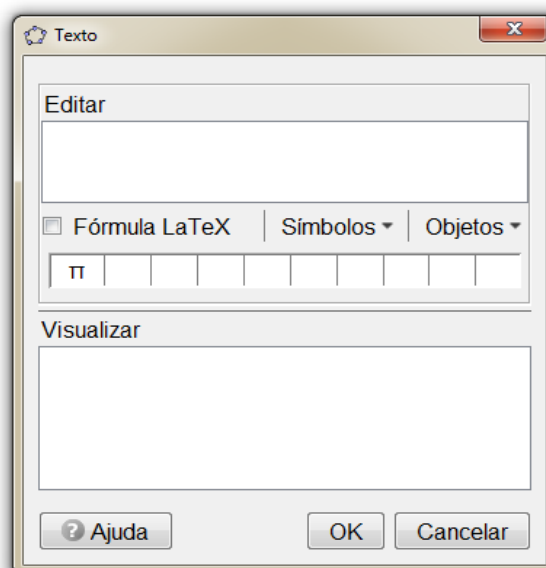 Texto
Editar
Fórmula LaTeX Símbolos Objetos
π
Visualizar
? Ajuda OK Cancelar